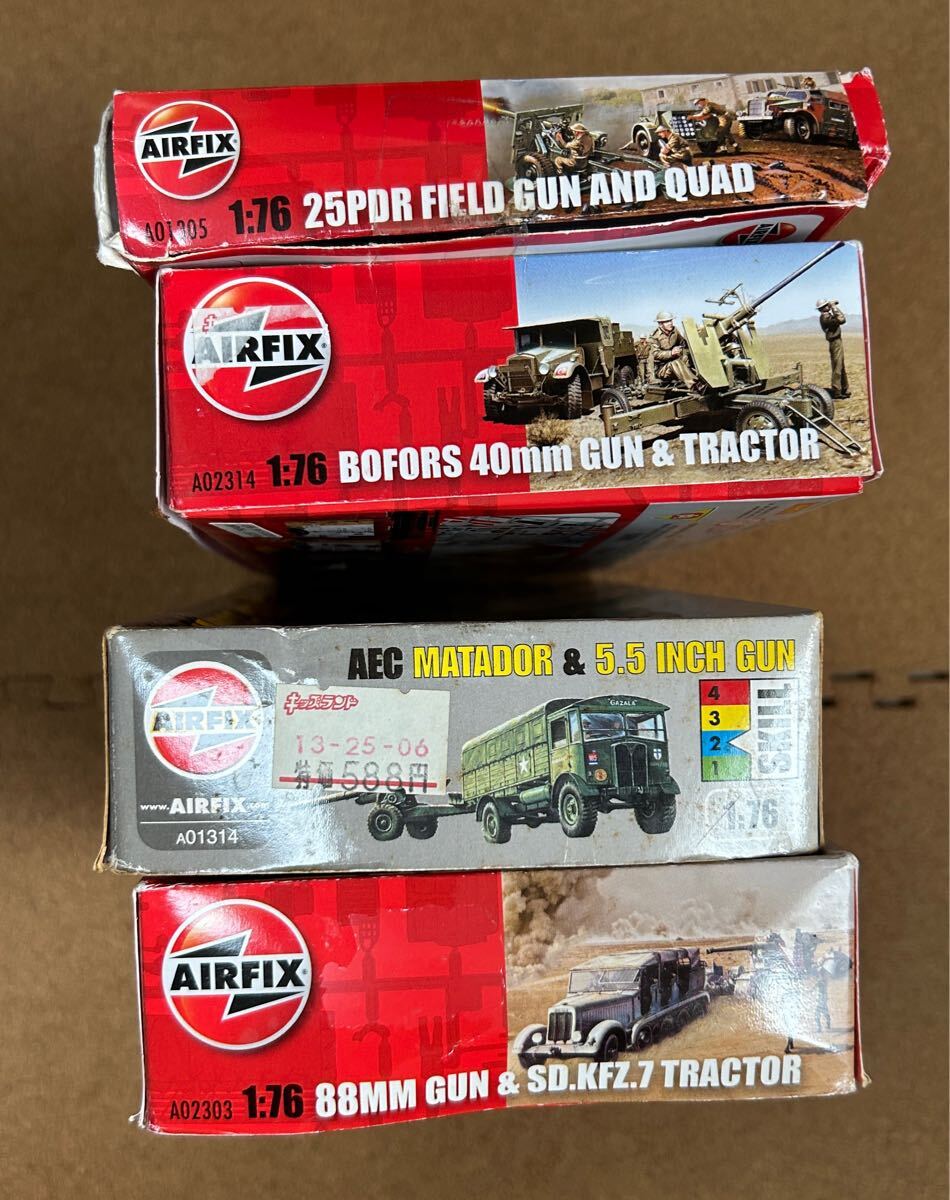 AIRFIX
A01305 1:76 25PDR FIELD GUN AND QUAD
AIRFIX
A02314 1:76 BOFORS 40mm GUN & TRACTOR
AEC MATADOR & 5.5 INCH GUN
AIRFIX
キッズランド
13-25-06
特価 588円
GAZALA
4
3
2
1
SKILL
www.AIRFIX.com
A01314
1:76
AIRFIX
A02303 1:76 88MM GUN & SD.KFZ.7 TRACTOR